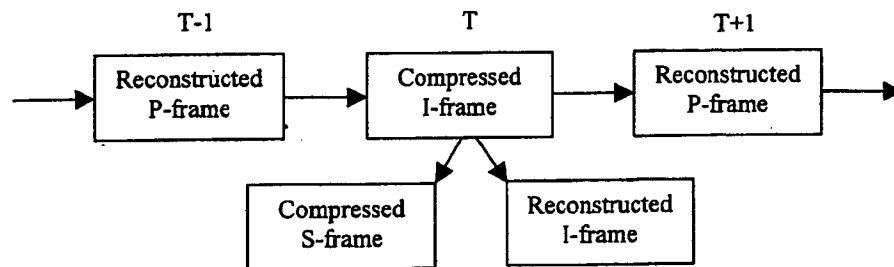 T-1
T
T+1
Reconstructed
P-frame
Compressed
I-frame
Reconstructed
P-frame
Compressed
S-frame
Reconstructed
I-frame